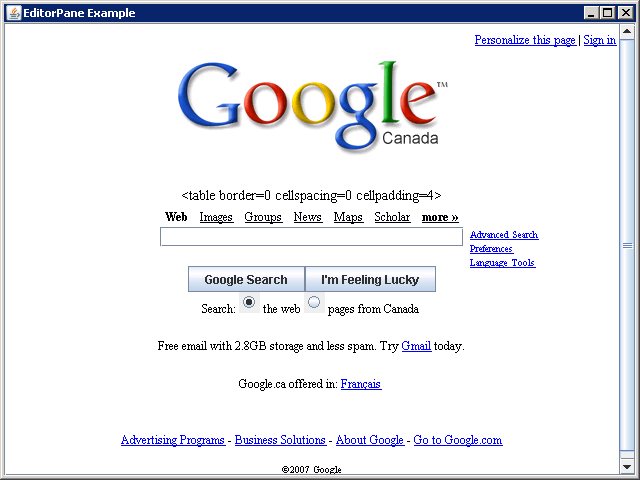 EditorPane Example
Personalize this page | Sign in
Google™
Canada
<table border=0 cellspacing=0 cellpadding=4>
Web Images Groups News Maps Scholar more »
Advanced Search
Preferences
Language Tools
Google Search I'm Feeling Lucky
Search: the web pages from Canada
Free email with 2.8GB storage and less spam. Try Gmail today.
Google.ca offered in: Français
Advertising Programs - Business Solutions - About Google - Go to Google.com
©2007 Google